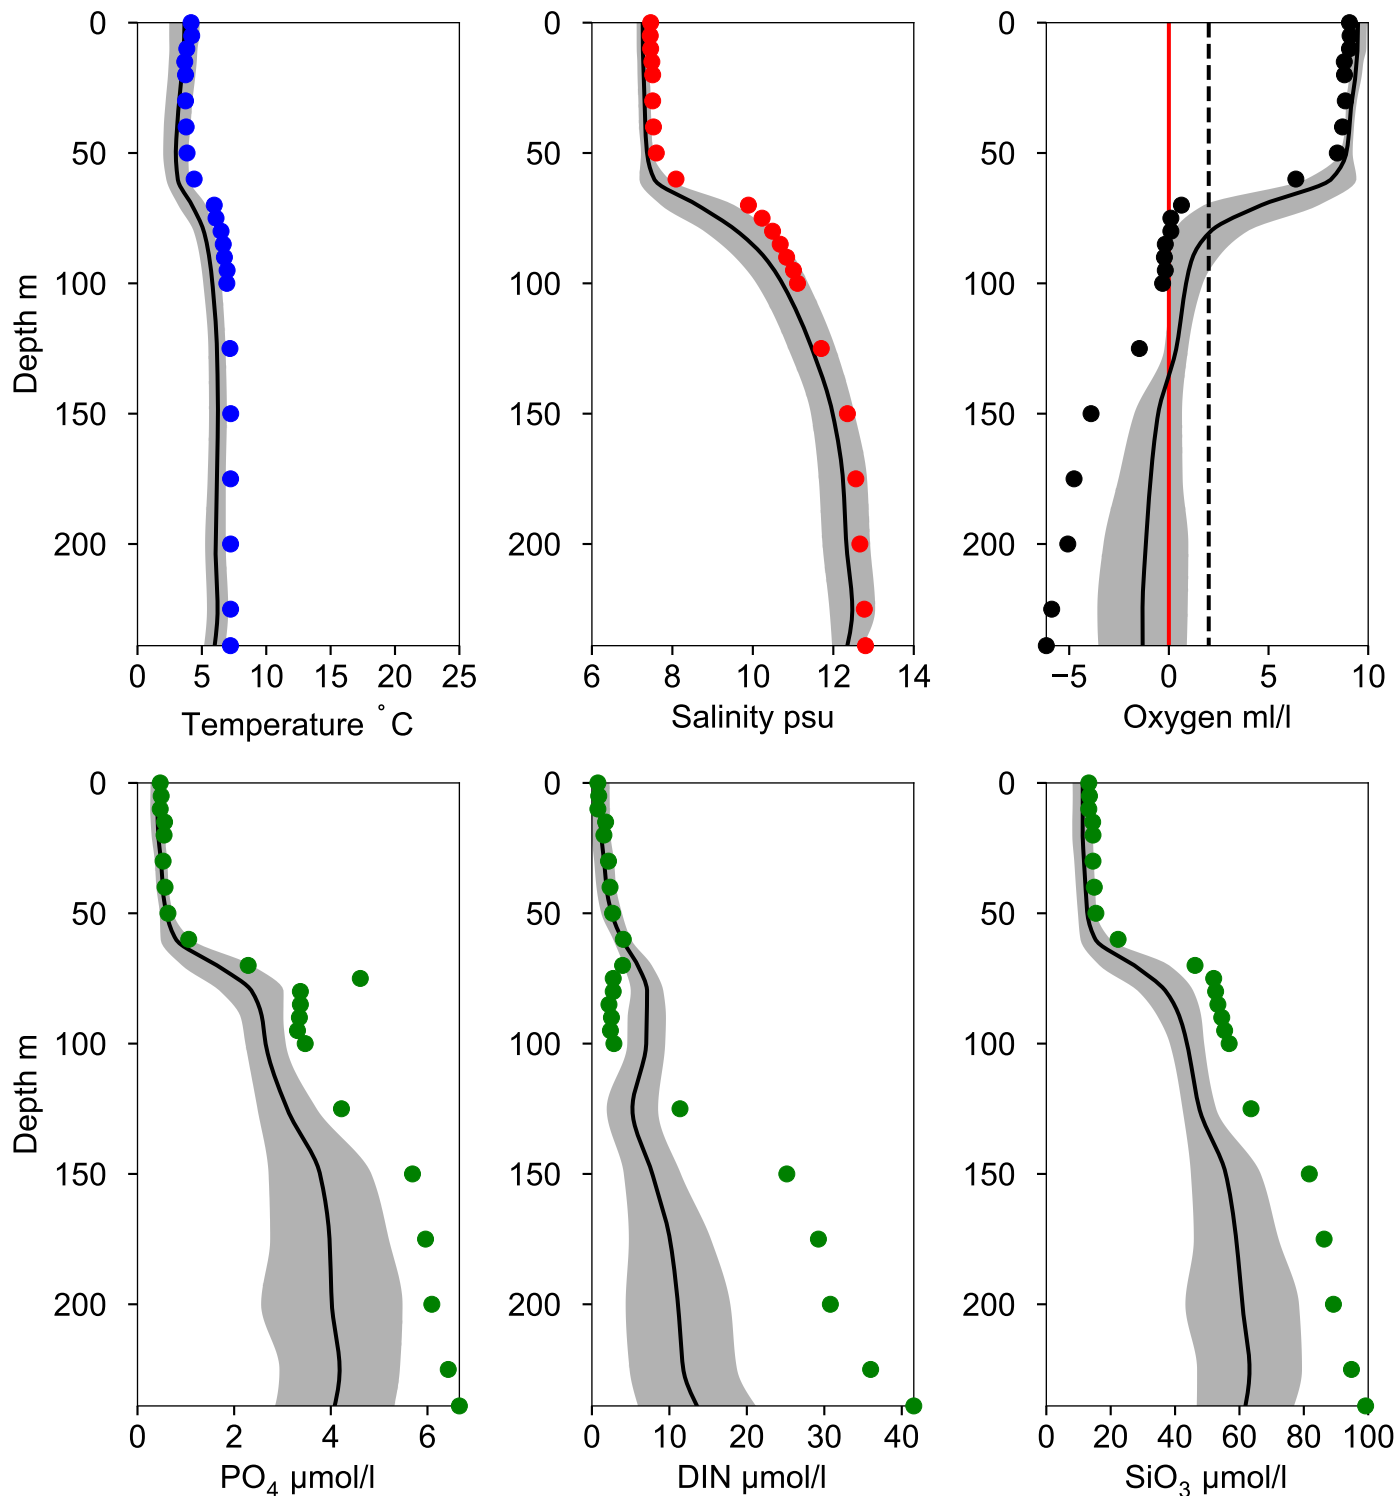 0
50
100
150
200
Depth m
0 5 10 15 20 25
Temperature ˚C
0
50
100
150
200
6 8 10 12 14
Salinity psu
0
50
100
150
200
−5 0 5 10
Oxygen ml/l
0
50
100
150
200
Depth m
0 2 4 6
PO₄ µmol/l
0
50
100
150
200
0 10 20 30 40
DIN µmol/l
0
50
100
150
200
0 20 40 60 80 100
SiO₃ µmol/l